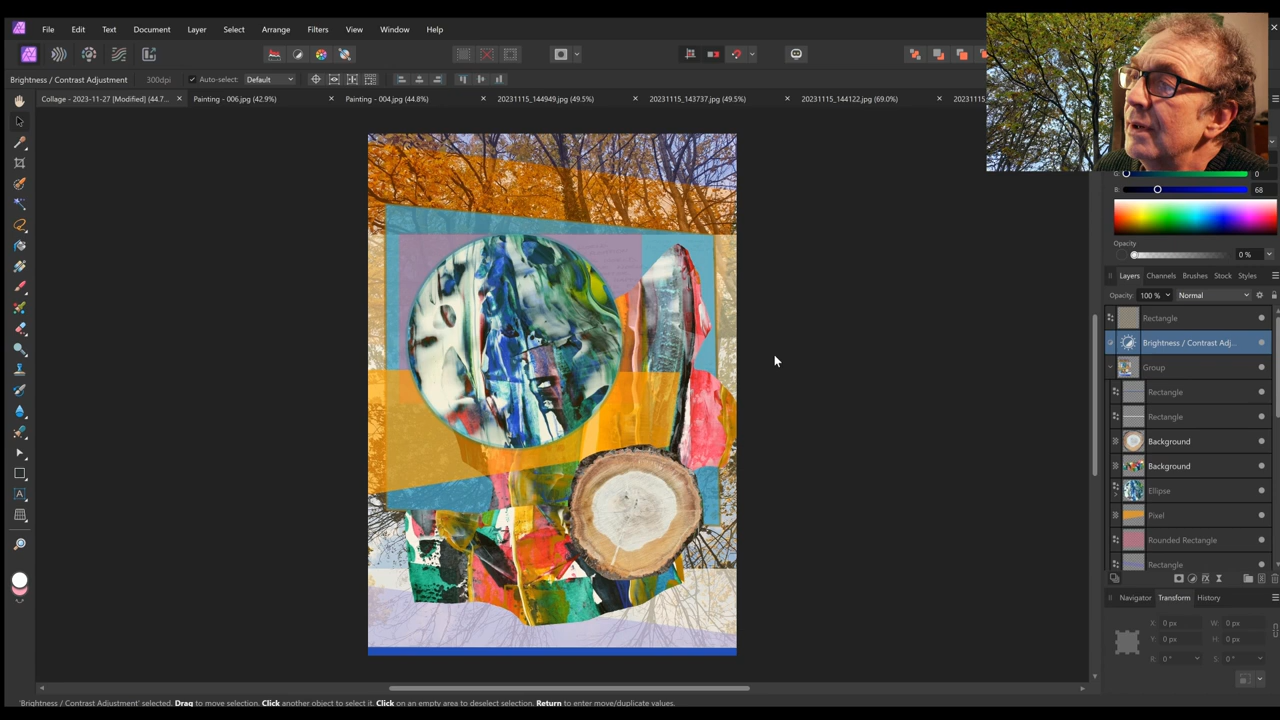 File Edit Text Document Layer Select Arrange Filters View Window Help
Brightness / Contrast Adjustment 300dpi Auto-select: Default
Collage - 2023-11-27 [Modified] (44.7... Painting - 006.jpg (42.9%) Painting - 004.jpg (44.8%) 20231115_144949.jpg (49.5%) 20231115_143737.jpg (49.5%) 20231115_144122.jpg (69.0%) 202311
G: 0
B: 68
Opacity
0 %
Layers Channels Brushes Stock Styles
Opacity: 100 % Normal
Rectangle
Brightness / Contrast Adj...
Group
Rectangle
Rectangle
Background
Background
Ellipse
Pixel
Rounded Rectangle
Rectangle
Navigator Transform History
X: 0 px W: 0 px
Y: 0 px H: 0 px
R: 0 ° S: 0 °
'Brightness / Contrast Adjustment' selected. Drag to move selection. Click another object to select it. Click on an empty area to deselect selection. Return to enter move/duplicate values.